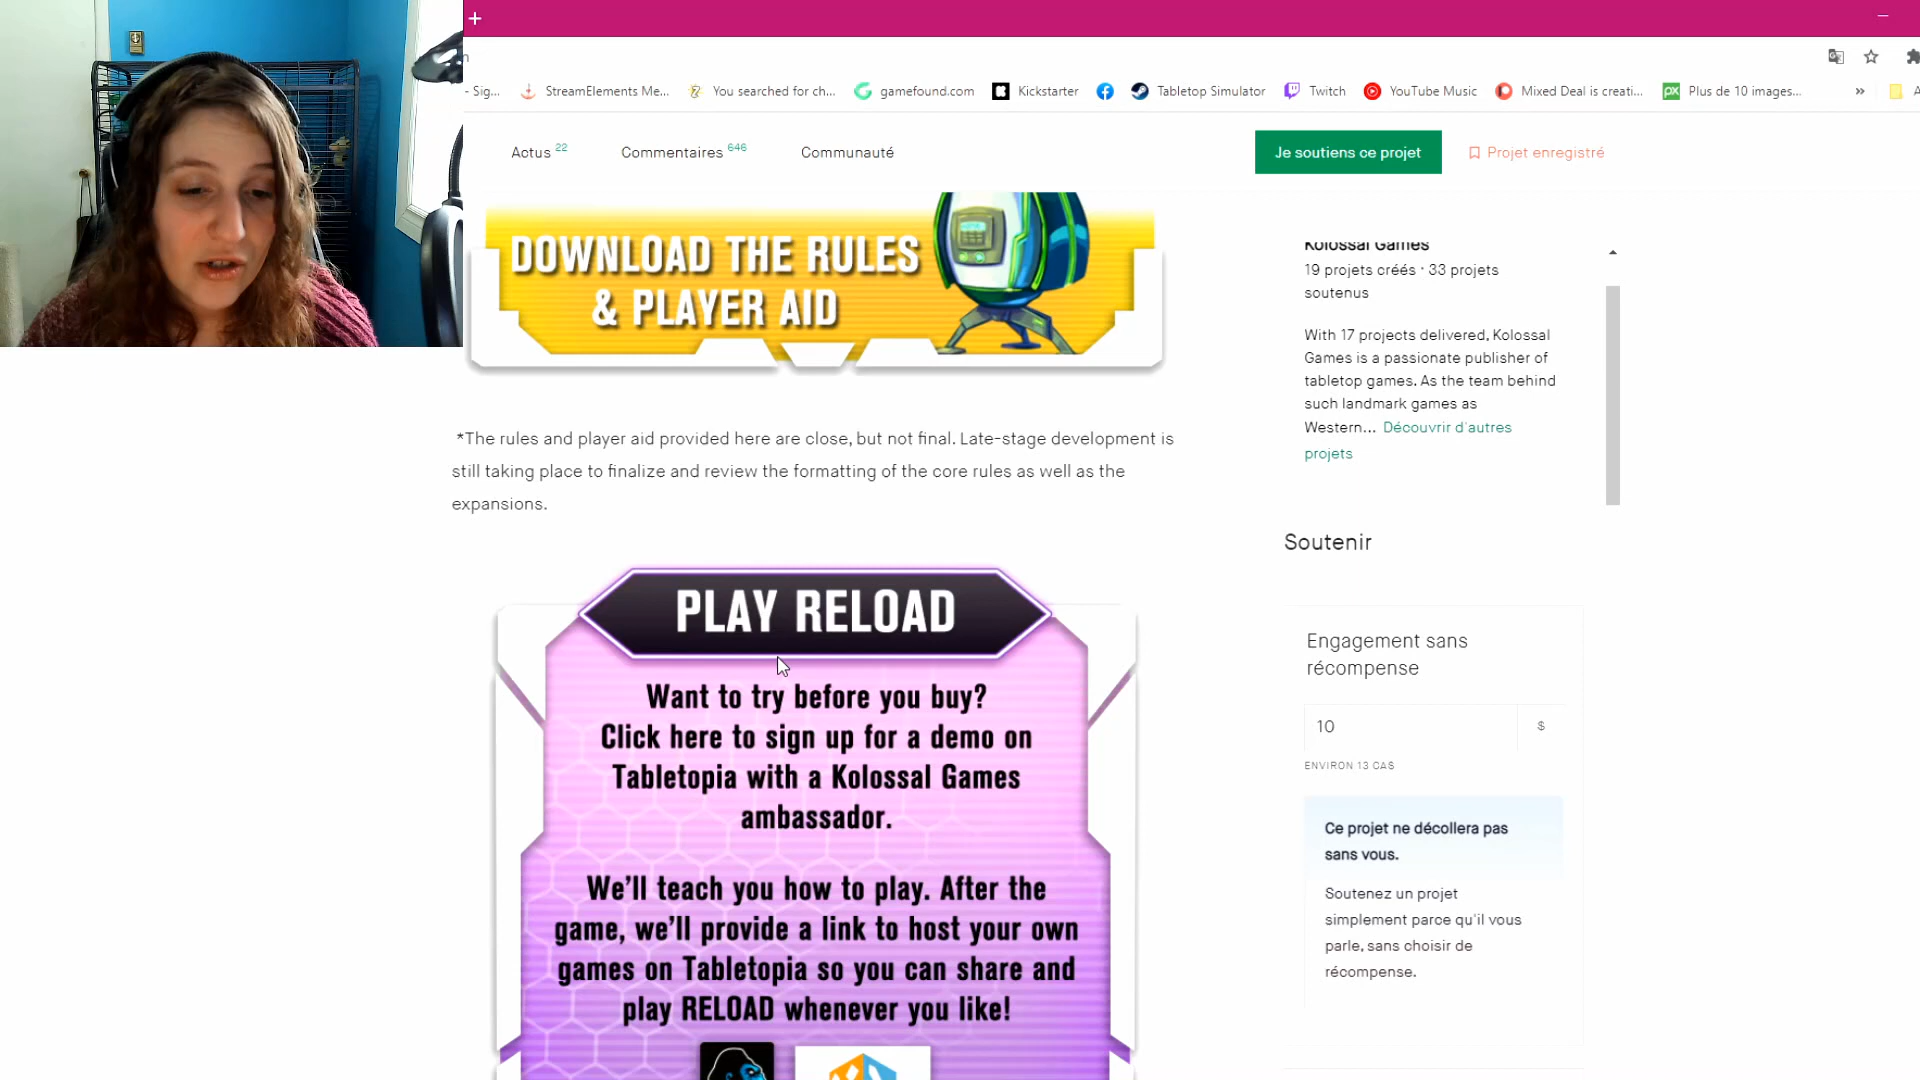 - Sig...
StreamElements Me...
You searched for ch...
gamefound.com
Kickstarter
Tabletop Simulator
Twitch
YouTube Music
Mixed Deal is creati...
Plus de 10 images...
»
Actus 22
Commentaires 646
Communauté
Je soutiens ce projet
Projet enregistré
DOWNLOAD THE RULES
& PLAYER AID
*The rules and player aid provided here are close, but not final. Late-stage development is
still taking place to finalize and review the formatting of the core rules as well as the
expansions.
PLAY RELOAD
Want to try before you buy?
Click here to sign up for a demo on
Tabletopia with a Kolossal Games
ambassador.
We'll teach you how to play. After the
game, we'll provide a link to host your own
games on Tabletopia so you can share and
play RELOAD whenever you like!
Kolossal Games
19 projets créés · 33 projets
soutenus
With 17 projects delivered, Kolossal
Games is a passionate publisher of
tabletop games. As the team behind
such landmark games as
Western... Découvrir d'autres
projets
Soutenir
Engagement sans
récompense
10 $
ENVIRON 13 CA$
Ce projet ne décollera pas
sans vous.
Soutenez un projet
simplement parce qu'il vous
parle, sans choisir de
récompense.